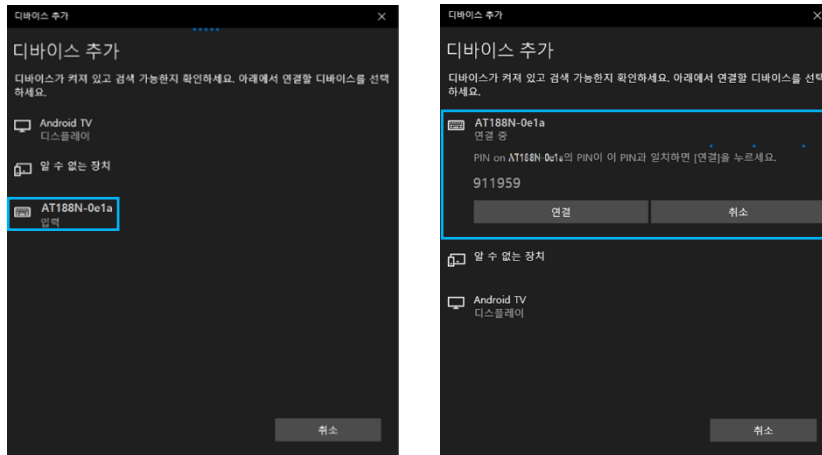 디바이스 추가
디바이스 추가
디바이스가 켜져 있고 검색 가능한지 확인하세요. 아래에서 연결할 디바이스를 선택
하세요.
Android TV
디스플레이
알 수 없는 장치
AT188N-0e1a
입력
취소
디바이스 추가
디바이스 추가
디바이스가 켜져 있고 검색 가능한지 확인하세요. 아래에서 연결할 디바이스를 선택
하세요.
AT188N-0e1a
연결 중
PIN on AT188N-0e1a의 PIN이 이 PIN과 일치하면 [연결]을 누르세요.
911959
연결 취소
알 수 없는 장치
Android TV
디스플레이
취소